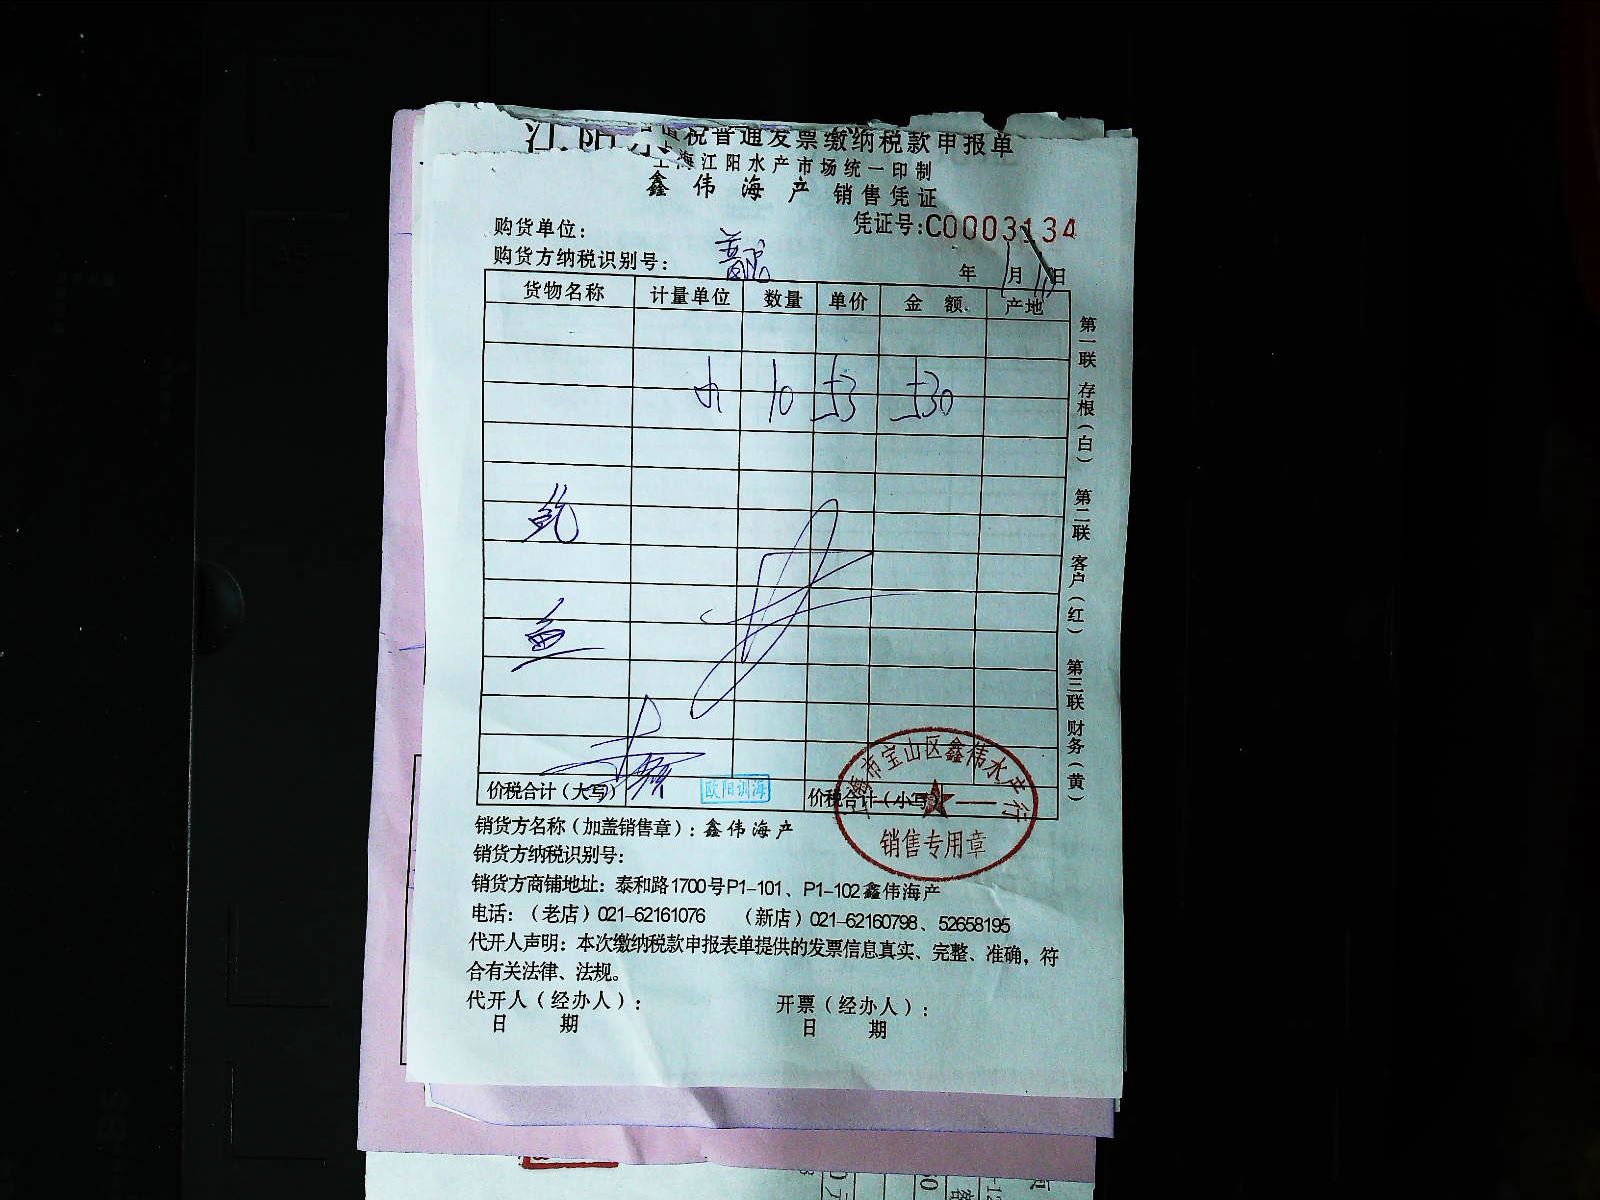 税普通发票缴纳税款申报单
上海江阳水产市场统一印制
鑫伟海产 销售凭证
凭证号:C0003134
购货单位：
购货方纳税识别号：
年 1月11日
货物名称 计量单位 数量 单价 金额 产地
10 53 530
鲍
鱼
价税合计(大写) 价税合计(小写)
销货方名称(加盖销售章)：鑫伟海产
销货方纳税识别号：
销货方商铺地址：泰和路1700号P1-101、P1-102鑫伟海产
电话：(老店)021-62161076 (新店)021-62160798、52658195
代开人声明：本次缴纳税款申报表单提供的发票信息真实、完整、准确，符
合有关法律、法规。
代开人(经办人)： 开票(经办人)：
日 期 日 期
第一联 存根(白) 第二联 客户(红) 第三联 财务(黄)
上海市宝山区鑫伟水产行
销售专用章